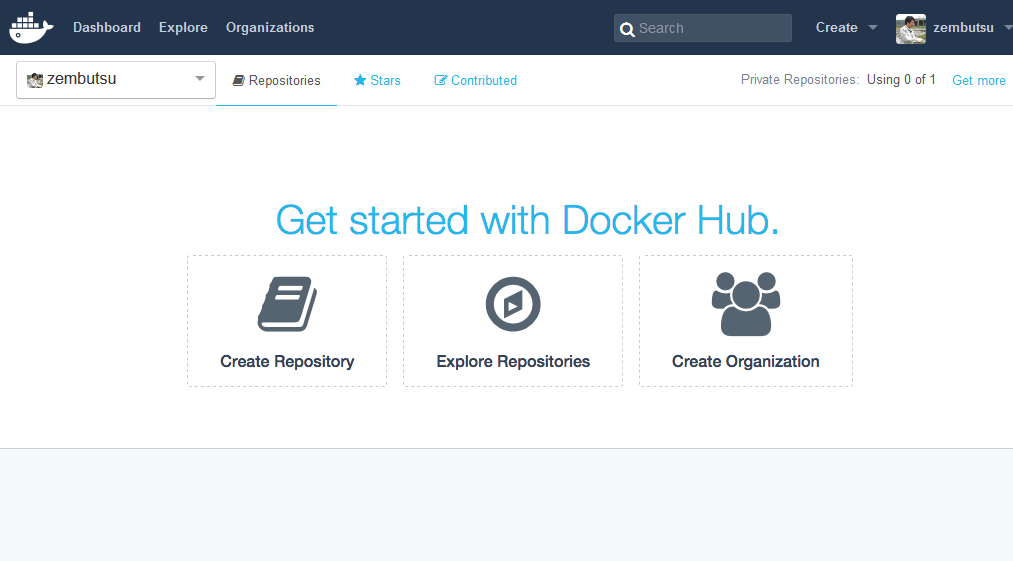 Dashboard Explore Organizations Search Create zembutsu
zembutsu Repositories Stars Contributed Private Repositories: Using 0 of 1 Get more
Get started with Docker Hub.
Create Repository Explore Repositories Create Organization